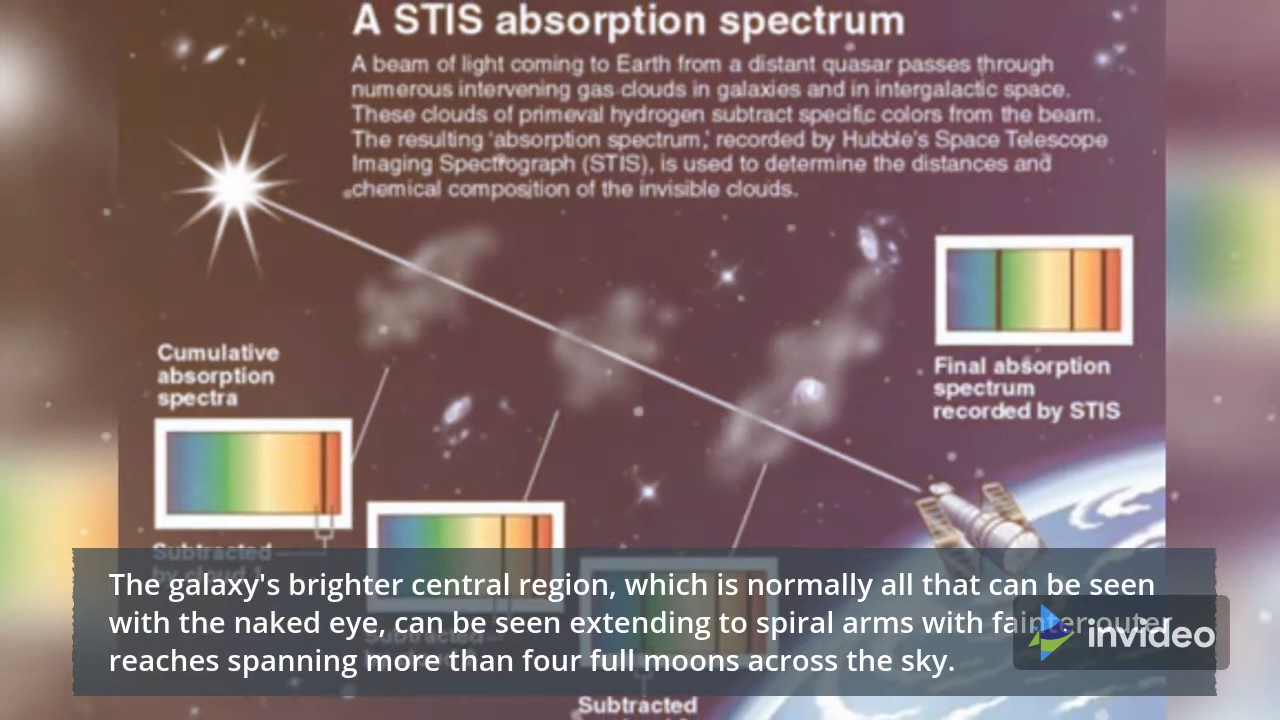 A STIS absorption spectrum
A beam of light coming to Earth from a distant quasar passes through
numerous intervening gas clouds in galaxies and in intergalactic space.
These clouds of primeval hydrogen subtract specific colors from the beam.
The resulting 'absorption spectrum,' recorded by Hubble's Space Telescope
Imaging Spectrograph (STIS), is used to determine the distances and
chemical composition of the invisible clouds.
Cumulative
absorption
spectra
Final absorption
spectrum
recorded by STIS
Subtracted
by cloud 1
Subtracted
Subtracted
The galaxy's brighter central region, which is normally all that can be seen
with the naked eye, can be seen extending to spiral arms with fainter outer
reaches spanning more than four full moons across the sky.
invideo